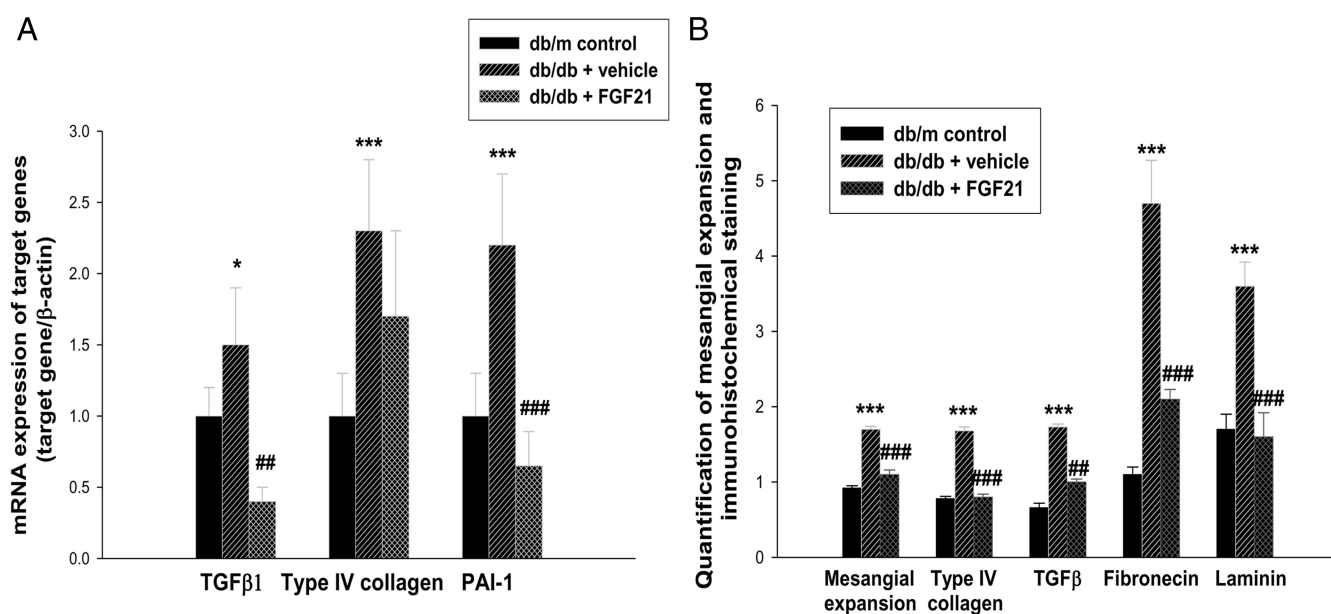 A
db/m control
db/db + vehicle
db/db + FGF21
mRNA expression of target genes
(target gene/β-actin)
3.0
2.5
2.0
1.5
1.0
0.5
0.0
***
***
*
###
##
TGFβ1 Type IV collagen PAI-1
B
db/m control
db/db + vehicle
db/db + FGF21
Quantification of mesangial expansion and
immunohistochemical staining
6
5
4
3
2
1
0
***
***
***
***
***
###
###
###
###
##
Mesangial
expansion
Type IV
collagen
TGFβ
Fibronecin
Laminin